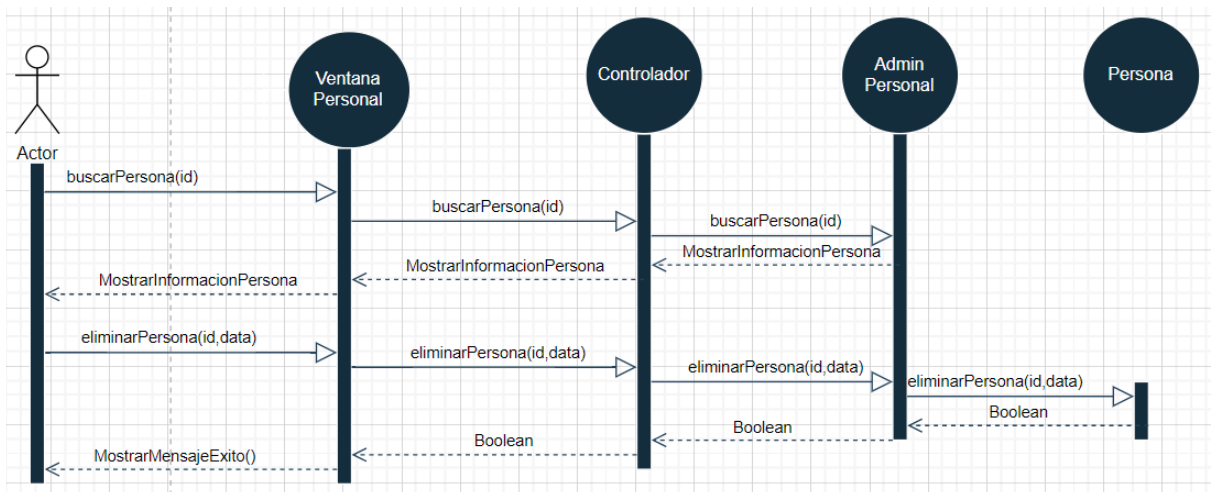 Actor
Ventana
Personal
Controlador
Admin
Personal
Persona
buscarPersona(id)
buscarPersona(id)
buscarPersona(id)
MostrarInformacionPersona
MostrarInformacionPersona
MostrarInformacionPersona
eliminarPersona(id,data)
eliminarPersona(id,data)
eliminarPersona(id,data)
eliminarPersona(id,data)
Boolean
Boolean
Boolean
MostrarMensajeExito()